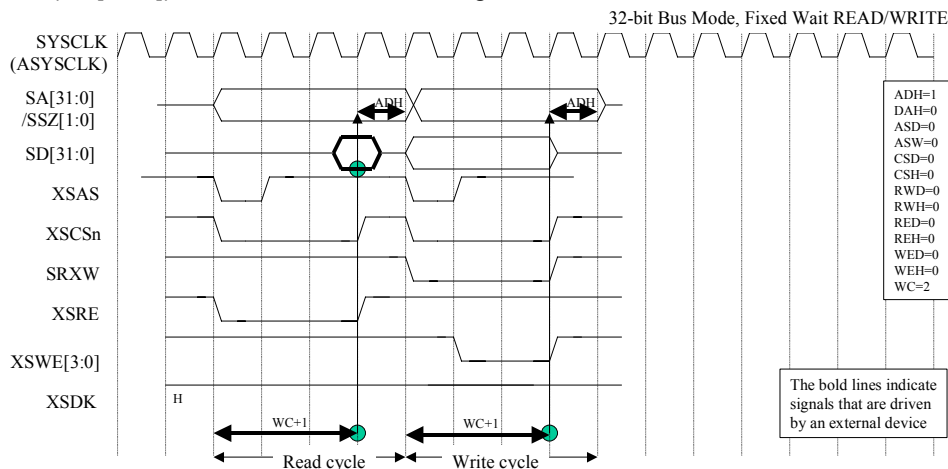 32-bit Bus Mode, Fixed Wait READ/WRITE
SYSCLK
(ASYSCLK)
SA[31:0]
/SSZ[1:0]
ADH
ADH
SD[31:0]
XSAS
XSCSn
SRXW
XSRE
XSWE[3:0]
XSDK
H
WC+1
WC+1
Read cycle
Write cycle
ADH=1
DAH=0
ASD=0
ASW=0
CSD=0
CSH=0
RWD=0
RWH=0
RED=0
REH=0
WED=0
WEH=0
WC=2
The bold lines indicate
signals that are driven
by an external device